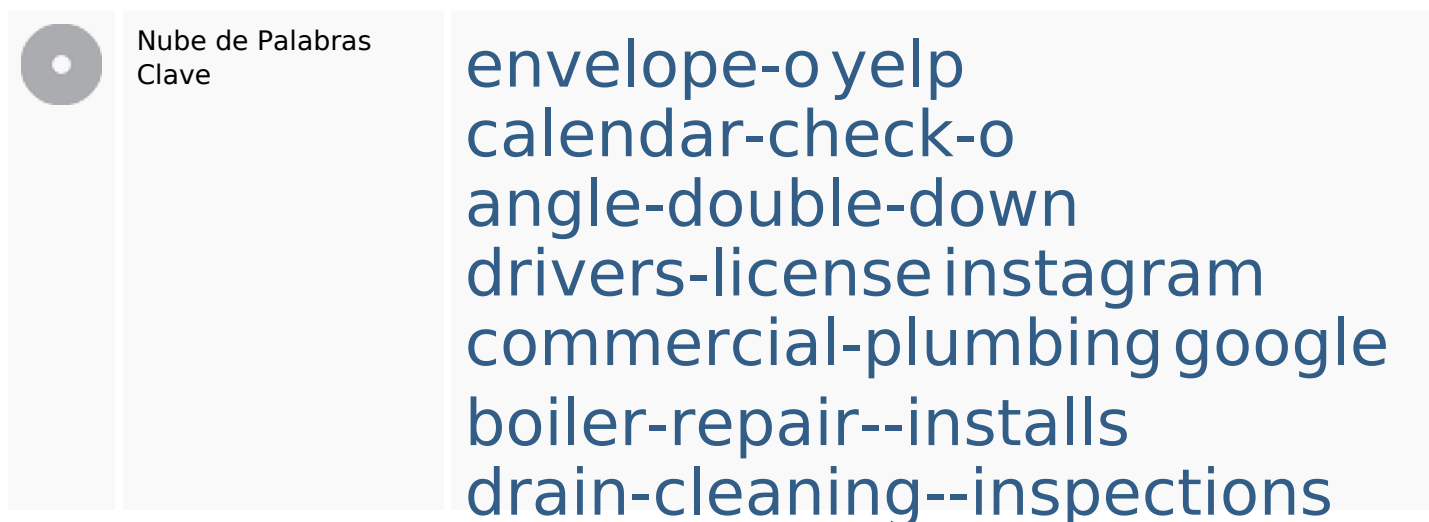 Nube de Palabras
Clave
envelope-o yelp
calendar-check-o
angle-double-down
drivers-license instagram
commercial-plumbing google
boiler-repair--installs
drain-cleaning--inspections